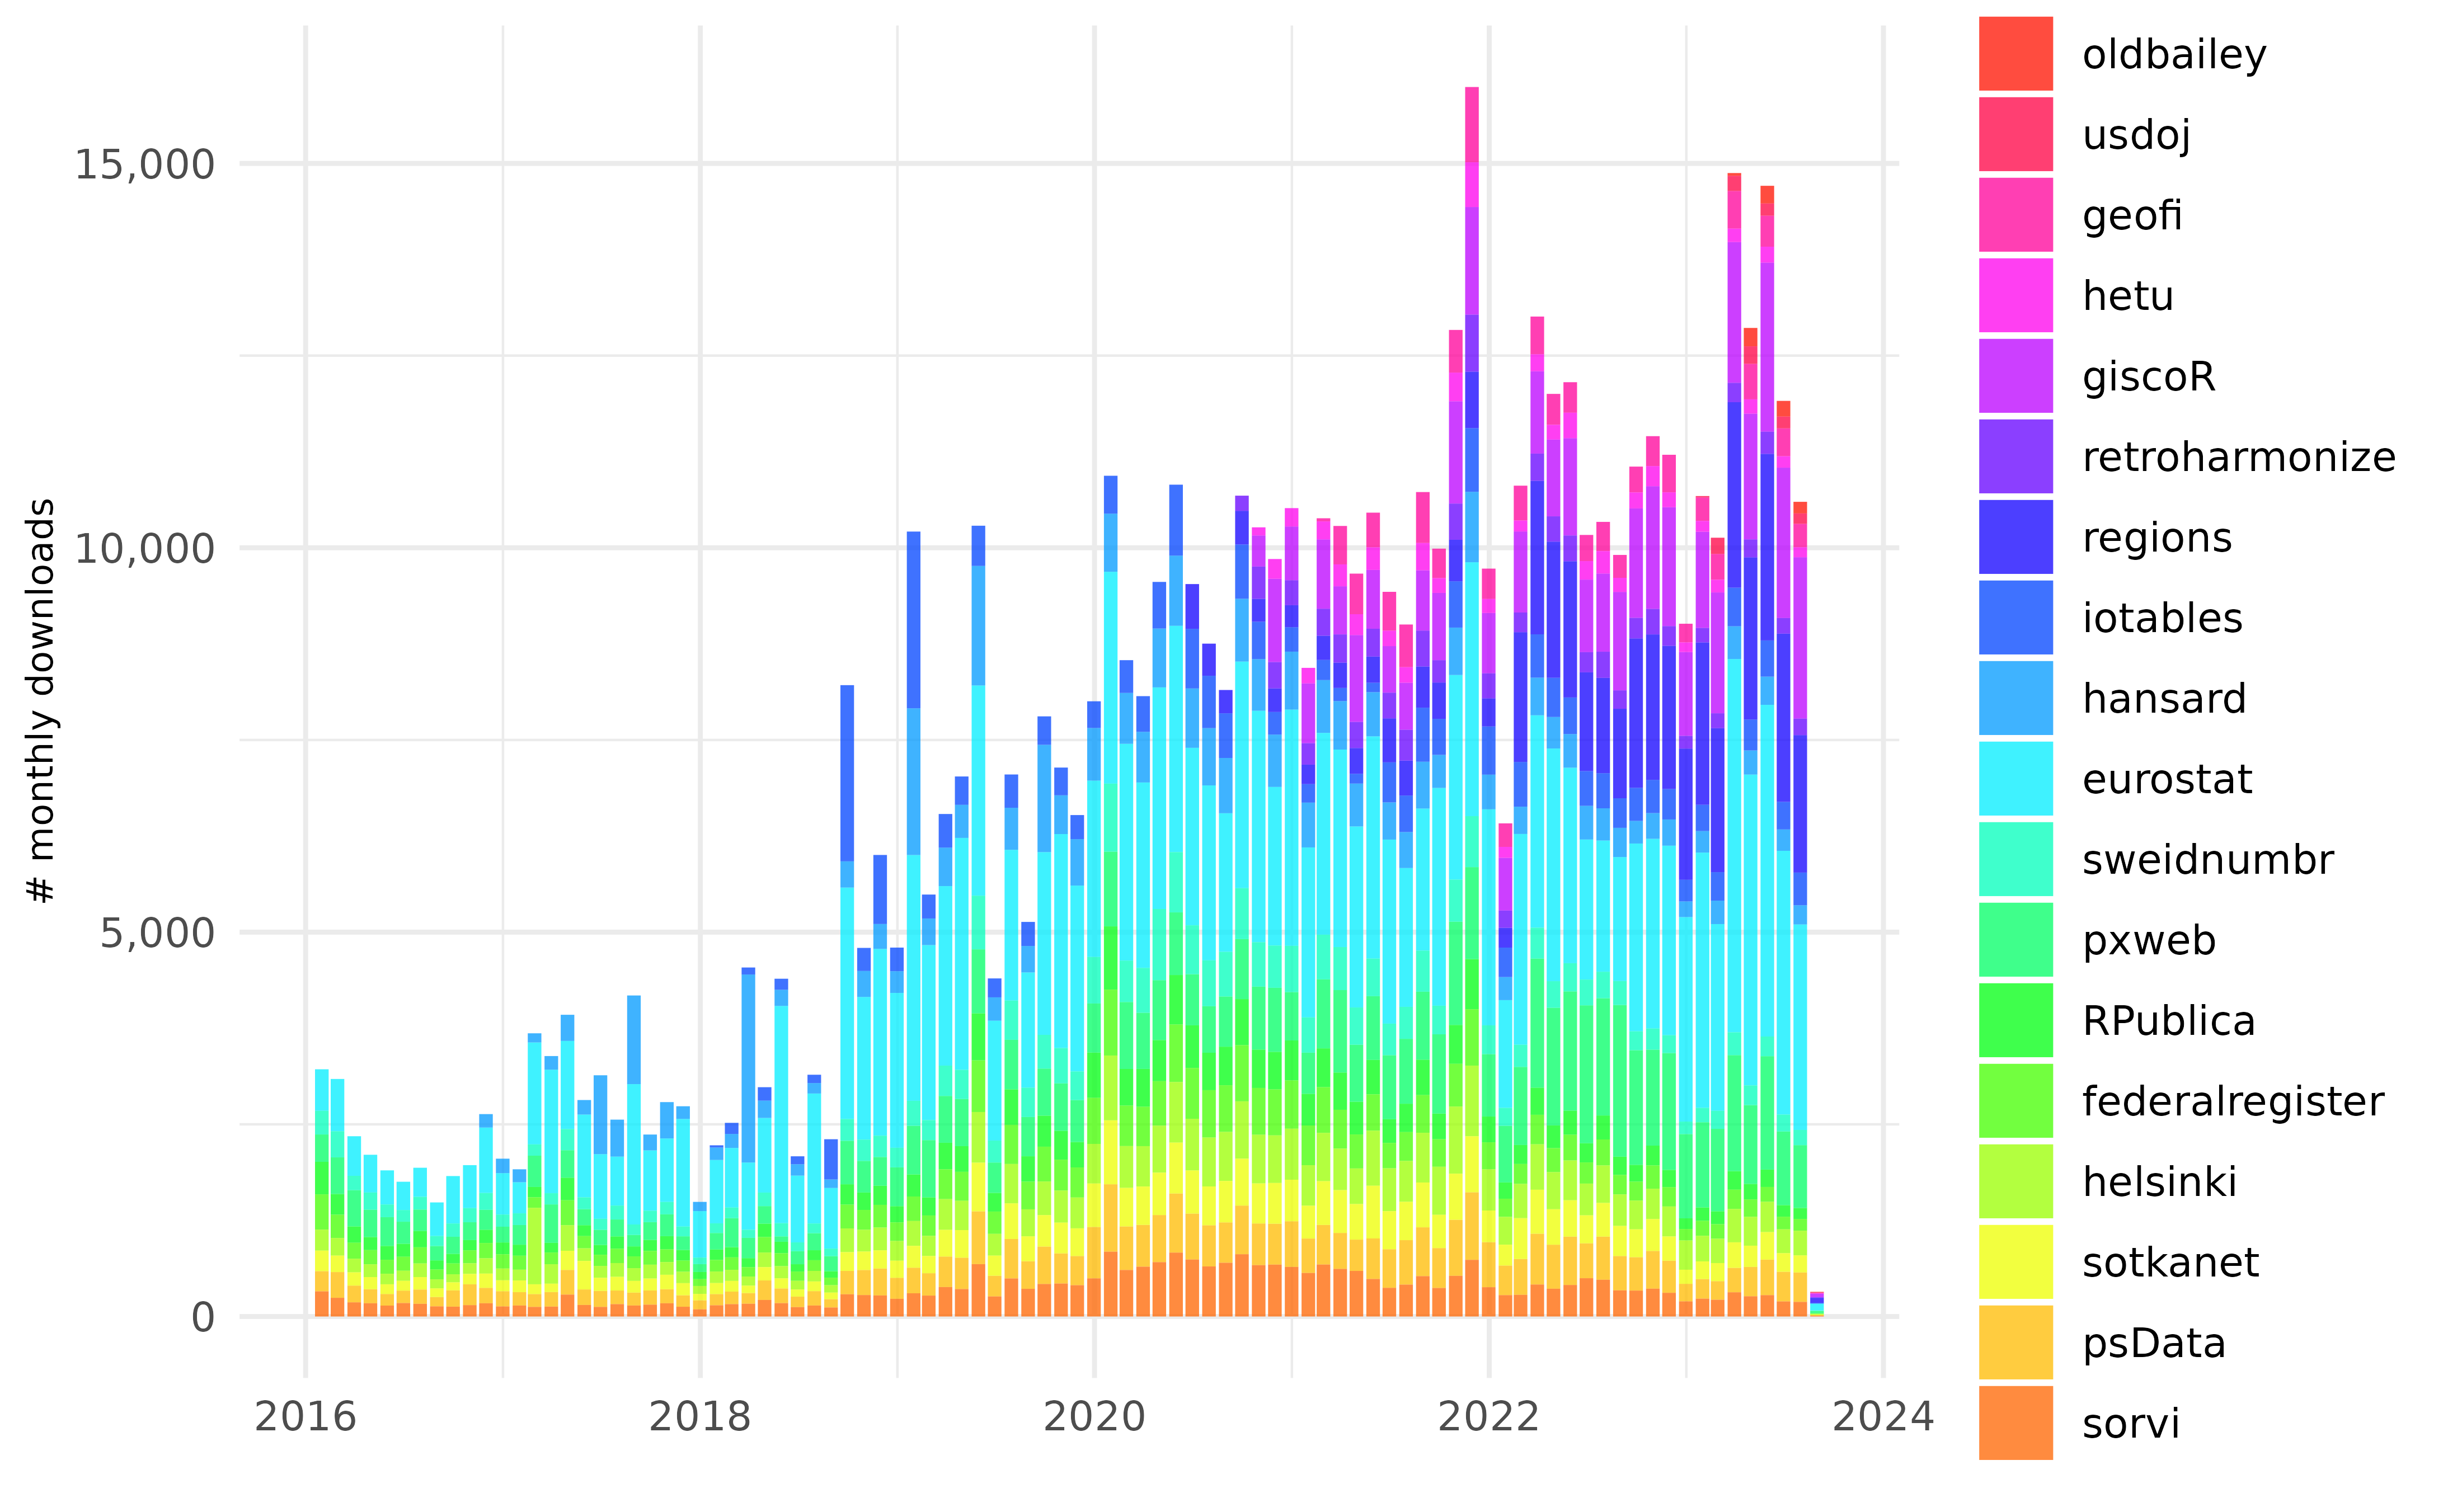 # monthly downloads
15,000
10,000
5,000
0
2016
2018
2020
2022
2024
oldbailey
usdoj
geofi
hetu
giscoR
retroharmonize
regions
iotables
hansard
eurostat
sweidnumbr
pxweb
RPublica
federalregister
helsinki
sotkanet
psData
sorvi